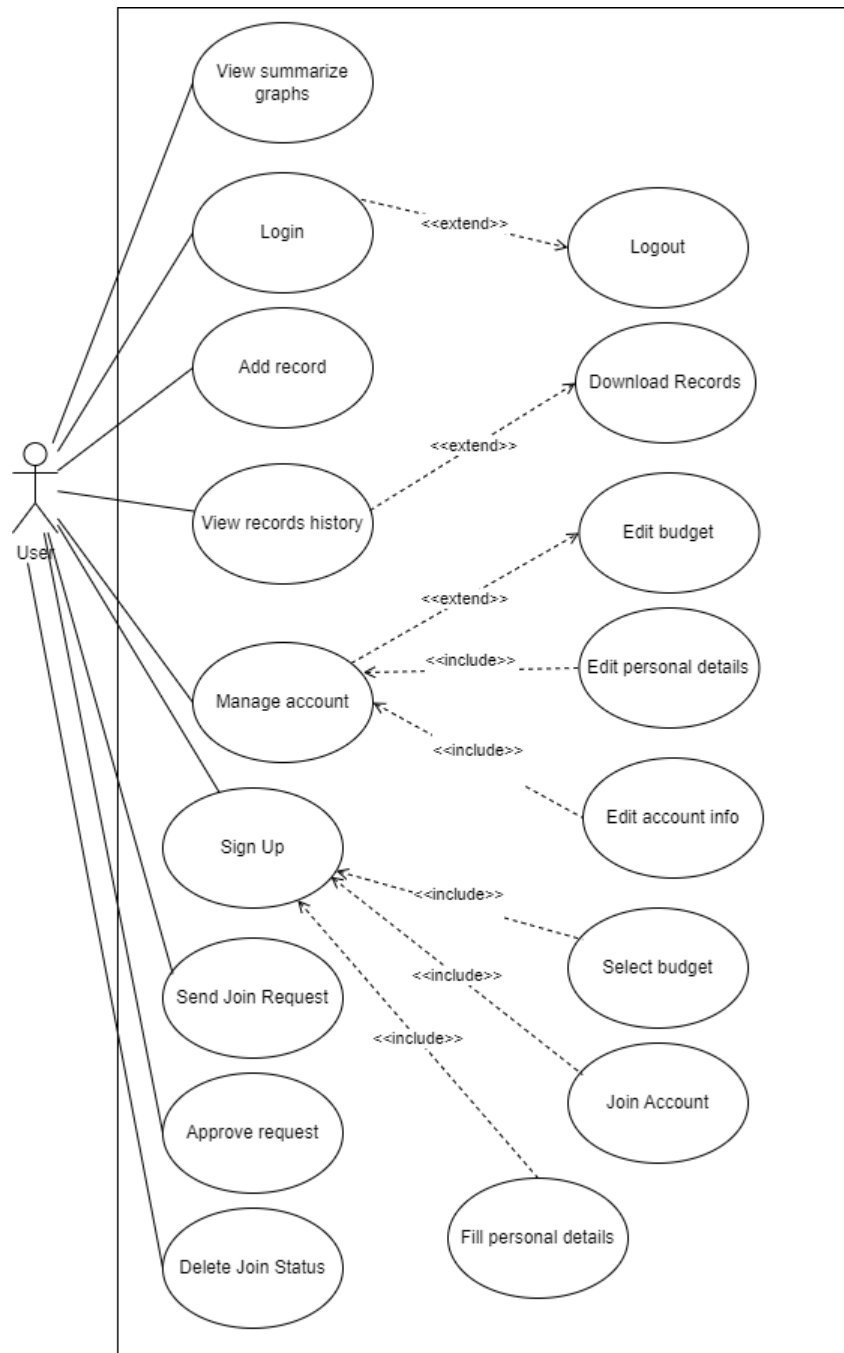 View summarize
graphs
Login
<<extend>>
Logout
Add record
Download Records
<<extend>>
View records history
User
Edit budget
<<extend>>
<<include>>
Edit personal details
Manage account
<<include>>
Edit account info
Sign Up
<<include>>
Select budget
<<include>>
Send Join Request
<<include>>
Join Account
Approve request
Fill personal details
Delete Join Status